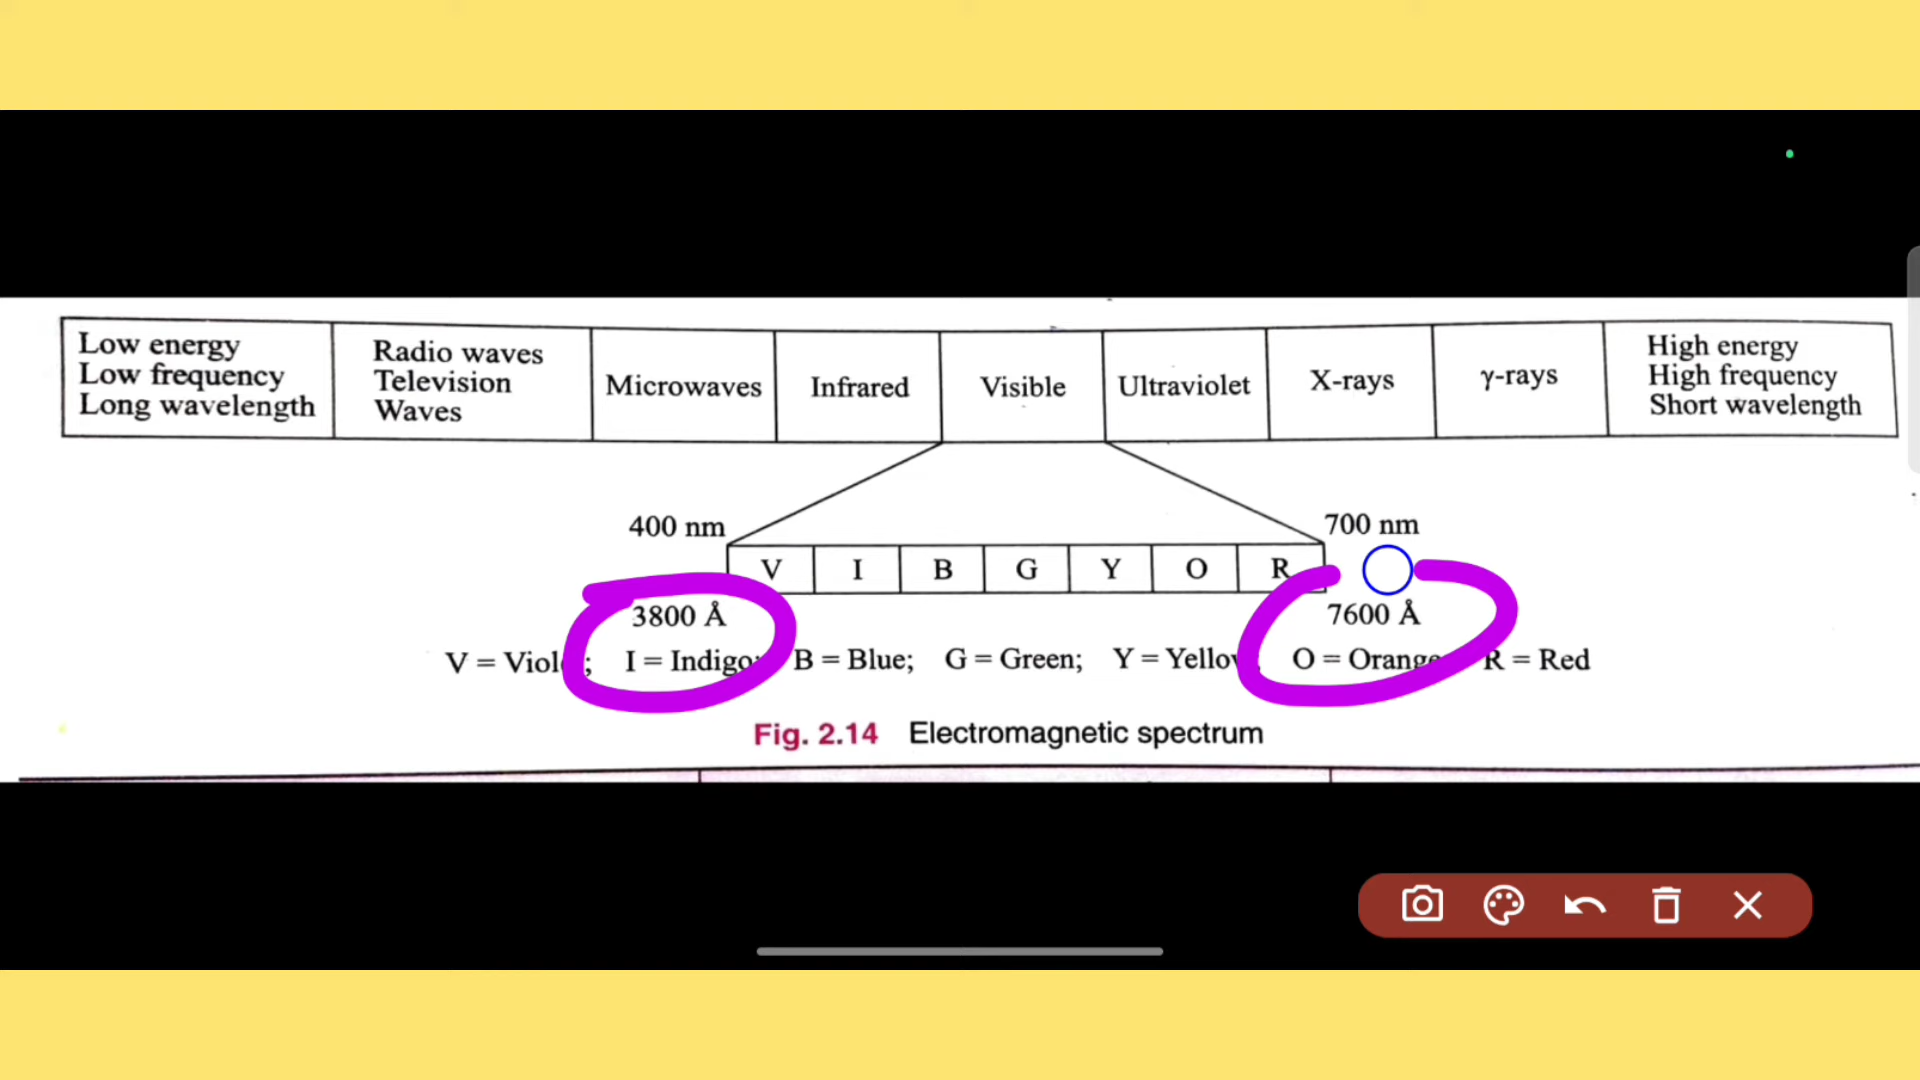 Low energy
Low frequency
Long wavelength
Radio waves
Television
Waves
Microwaves
Infrared
Visible
Ultraviolet
X-rays
γ-rays
High energy
High frequency
Short wavelength
400 nm
700 nm
V I B G Y O R
3800 Å
7600 Å
V = Viol ; I = Indigo; B = Blue; G = Green; Y = Yellow O = Orange R = Red
Fig. 2.14 Electromagnetic spectrum